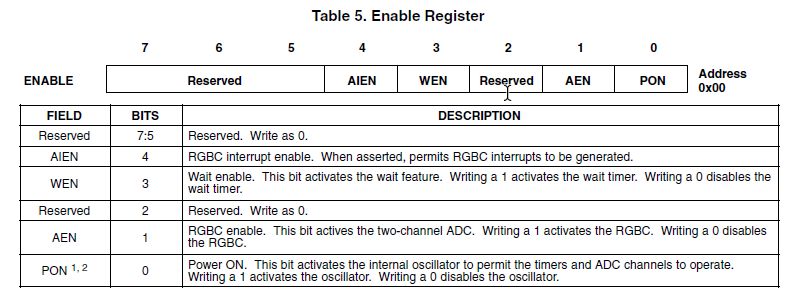 Table 5. Enable Register
7 6 5 4 3 2 1 0
ENABLE Reserved AIEN WEN Reserved AEN PON Address
0x00
FIELD BITS DESCRIPTION
Reserved 7:5 Reserved. Write as 0.
AIEN 4 RGBC interrupt enable. When asserted, permits RGBC interrupts to be generated.
WEN 3 Wait enable. This bit activates the wait feature. Writing a 1 activates the wait timer. Writing a 0 disables the
wait timer.
Reserved 2 Reserved. Write as 0.
AEN 1 RGBC enable. This bit actives the two-channel ADC. Writing a 1 activates the RGBC. Writing a 0 disables
the RGBC.
PON 1, 2 0 Power ON. This bit activates the internal oscillator to permit the timers and ADC channels to operate.
Writing a 1 activates the oscillator. Writing a 0 disables the oscillator.